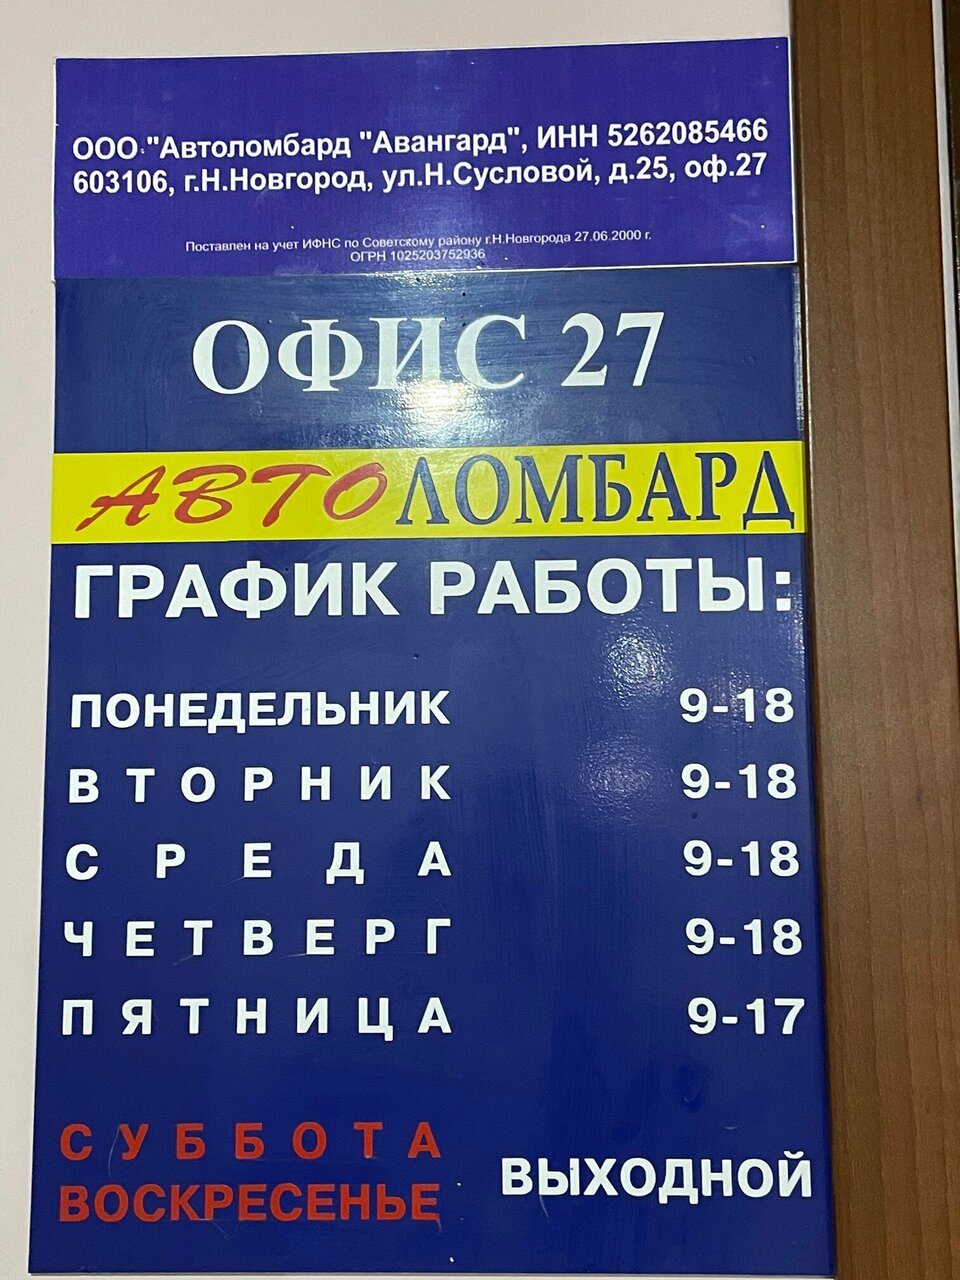 ООО "Автоломбард "Авангард", ИНН 5262085466
603106, г.Н.Новгород, ул.Н.Сусловой, д.25, оф.27
Поставлен на учет ИФНС по Советскому району г.Н.Новгорода 27.06.2000 г.
ОГРН 1025203752936
ОФИС 27
АВТОЛОМБАРД
ГРАФИК РАБОТЫ:
ПОНЕДЕЛЬНИК 9-18
ВТОРНИК 9-18
СРЕДА 9-18
ЧЕТВЕРГ 9-18
ПЯТНИЦА 9-17
СУББОТА
ВОСКРЕСЕНЬЕ ВЫХОДНОЙ